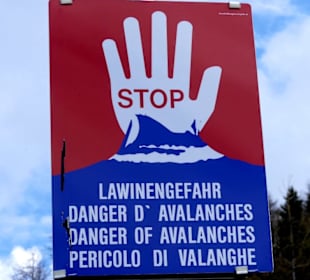 STOP
LAWINENGEFAHR
DANGER D` AVALANCHES
DANGER OF AVALANCHES
PERICOLO DI VALANGHE